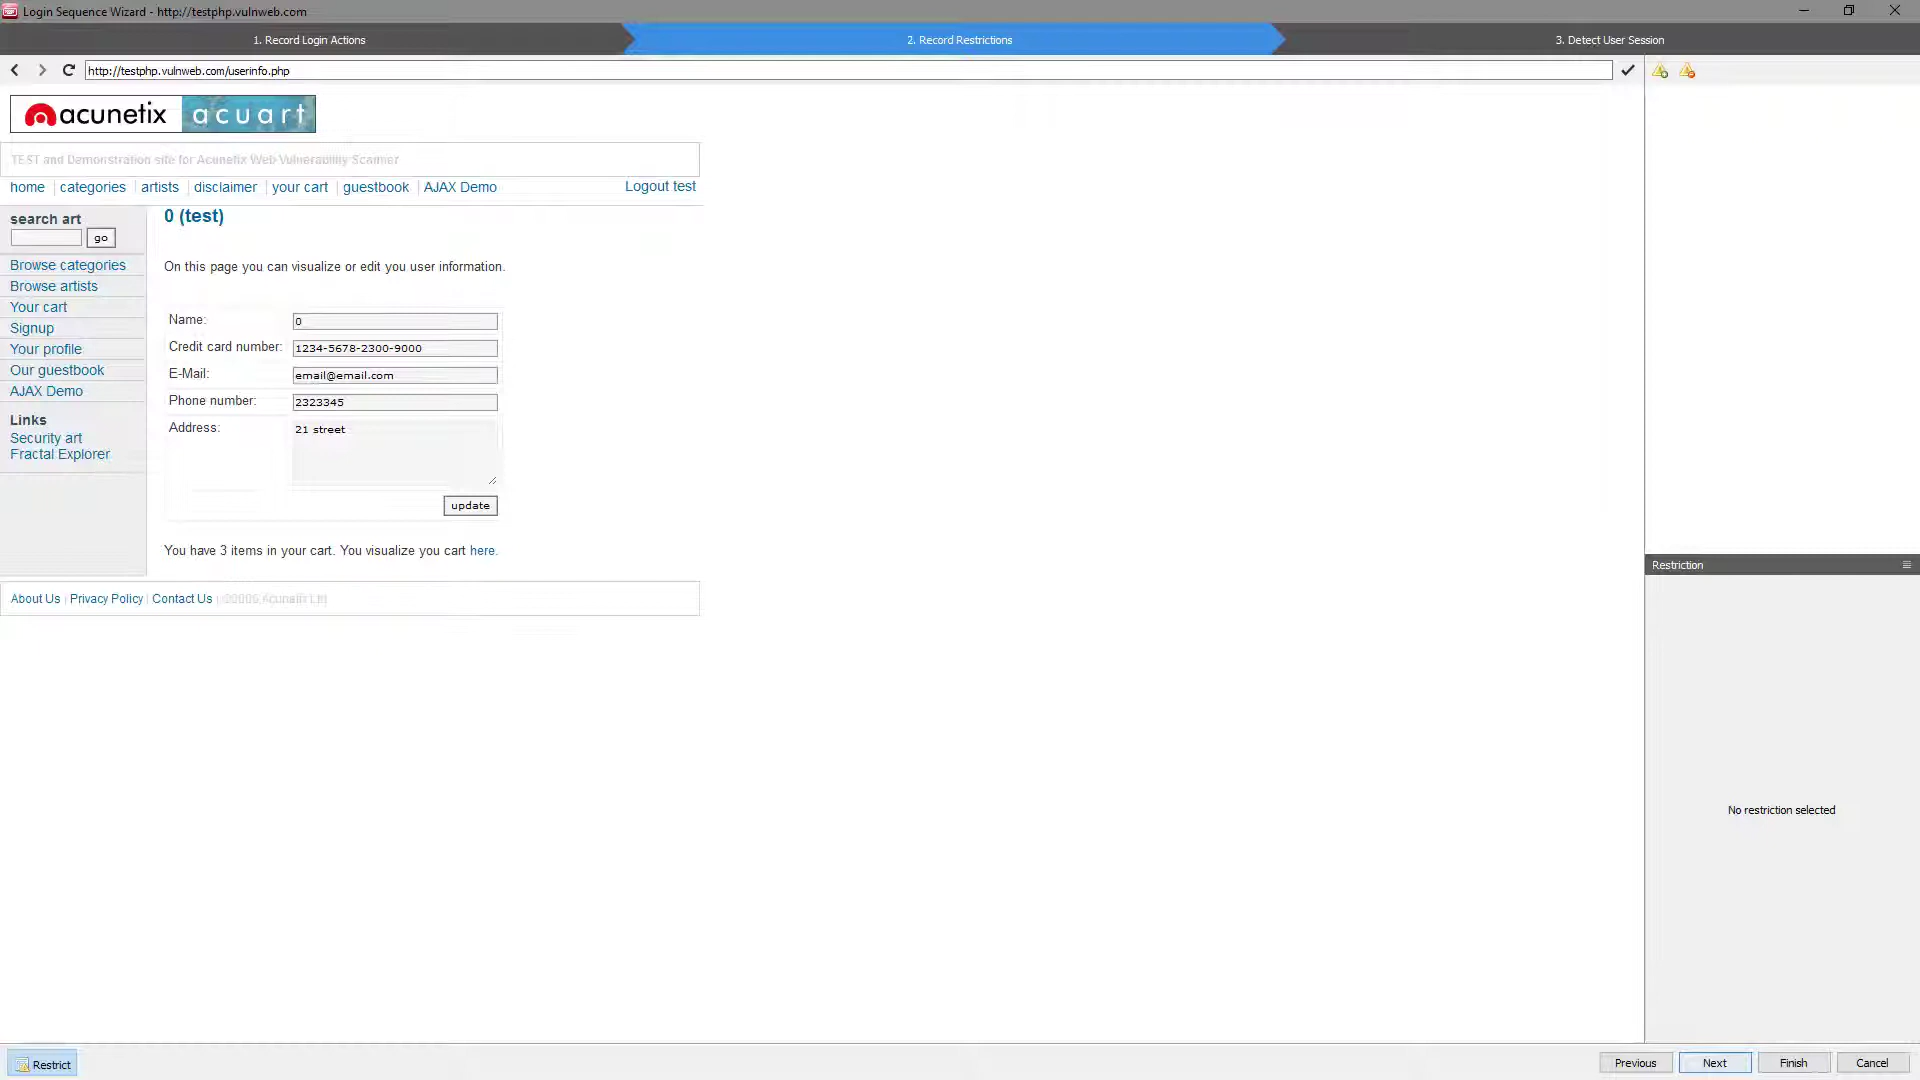 Login Sequence Wizard - http://testphp.vulnweb.com
1. Record Login Actions
2. Record Restrictions
3. Detect User Session
http://testphp.vulnweb.com/userinfo.php
acunetix acuart
TEST and Demonstration site for Acunetix Web Vulnerability Scanner
home
categories
artists
disclaimer
your cart
guestbook
AJAX Demo
Logout test
search art
go
Browse categories
Browse artists
Your cart
Signup
Your profile
Our guestbook
AJAX Demo
Links
Security art
Fractal Explorer
0 (test)
On this page you can visualize or edit you user information.
Name: 0
Credit card number: 1234-5678-2300-9000
E-Mail: email@email.com
Phone number: 2323345
Address: 21 street
update
You have 3 items in your cart. You visualize you cart here.
About Us | Privacy Policy | Contact Us |
Restriction
No restriction selected
Restrict
Previous
Next
Finish
Cancel